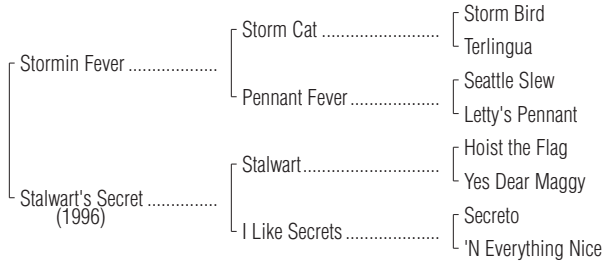 Storm Bird
Storm Cat ......................
Terlingua
Stormin Fever .................
Seattle Slew
Pennant Fever .................
Letty's Pennant
Hoist the Flag
Stalwart..........................
Yes Dear Maggy
Stalwart's Secret .............
(1996)
Secreto
I Like Secrets ..................
'N Everything Nice